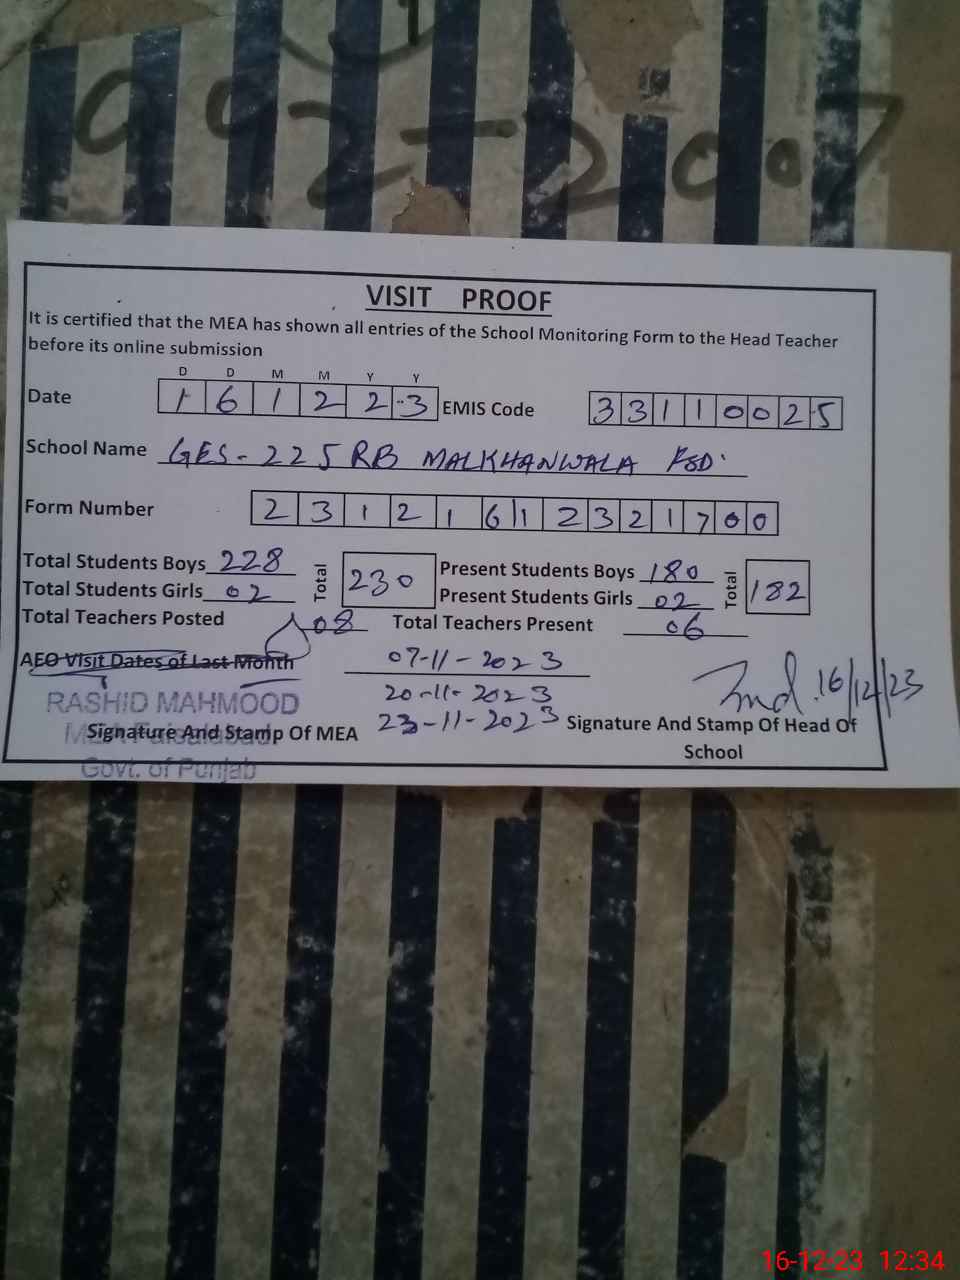 992-2007
VISIT PROOF
It is certified that the MEA has shown all entries of the School Monitoring Form to the Head Teacher
before its online submission
D D M M Y Y
Date 1 6 1 2 2 3 EMIS Code 3 3 1 1 0 0 2 5
School Name GES-225 RB MALKHANWALA FSD
Form Number 2 3 1 2 1 6 1 1 2 3 2 1 7 0 0
Total Students Boys 228 Total 230 Present Students Boys 180 Total 182
Total Students Girls 02 Present Students Girls 02
Total Teachers Posted 08 Total Teachers Present 06
AEO Visit Dates of Last Month 07-11-2023
20-11-2023
23-11-2023
16/12/23
RASHID MAHMOOD
MEA Faisalabad
Govt. of Punjab
Signature And Stamp Of MEA
Signature And Stamp Of Head Of
School
16-12-23 12:34